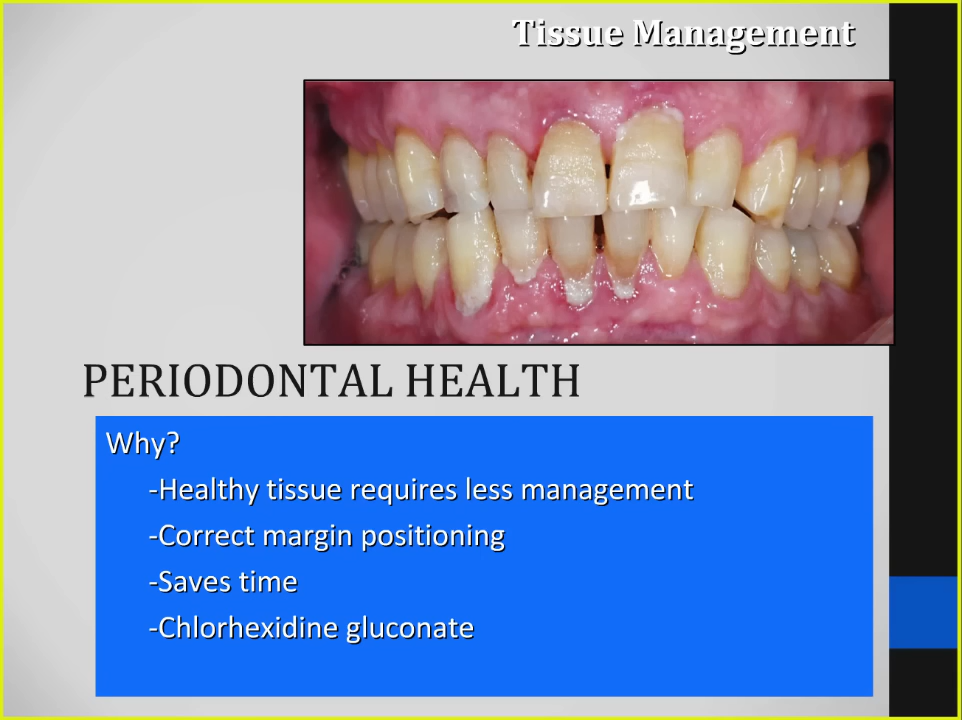 Tissue Management
PERIODONTAL HEALTH
Why?
-Healthy tissue requires less management
-Correct margin positioning
-Saves time
-Chlorhexidine gluconate